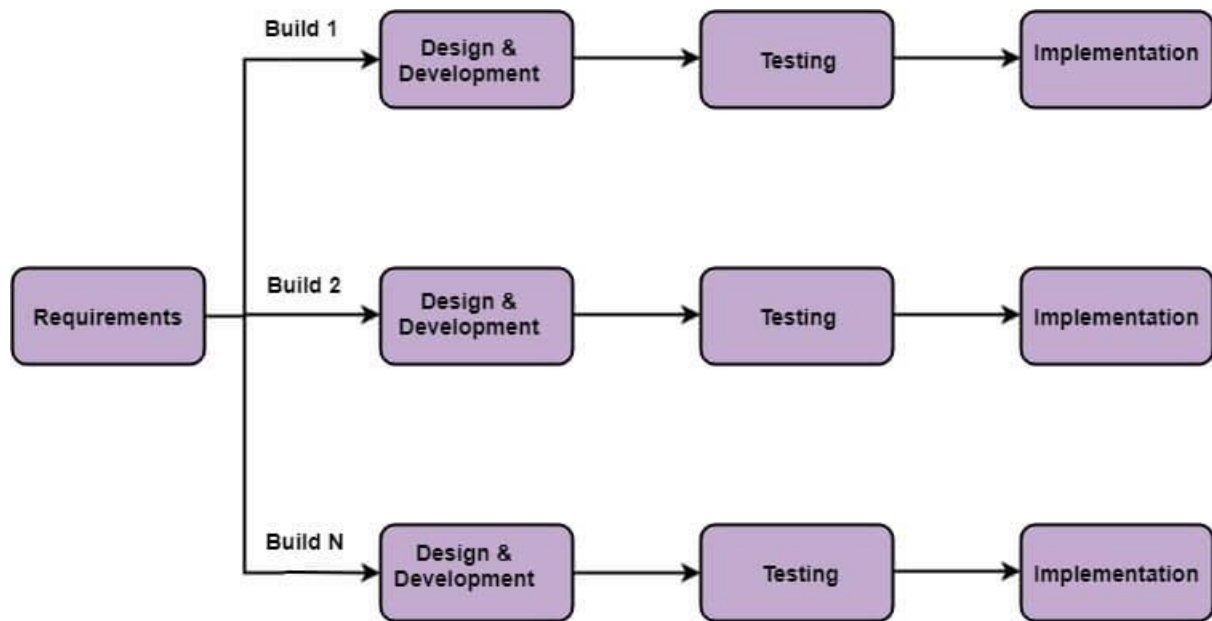 Build 1
Design &
Development
Testing
Implementation
Requirements
Build 2
Design &
Development
Testing
Implementation
Build N
Design &
Development
Testing
Implementation